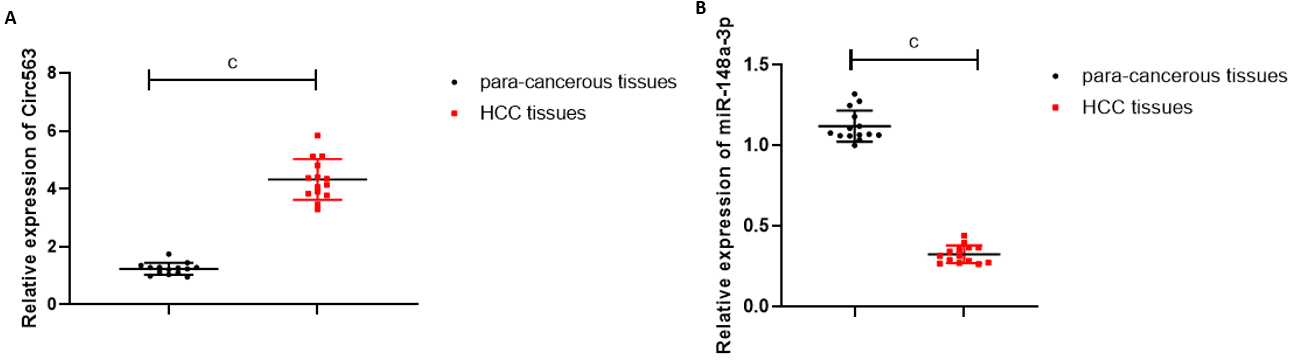 A
Relative expression of Circ563
8
6
4
2
0
c
para-cancerous tissues
HCC tissues
B
Relative expression of miR-148a-3p
1.5
1.0
0.5
0.0
c
para-cancerous tissues
HCC tissues